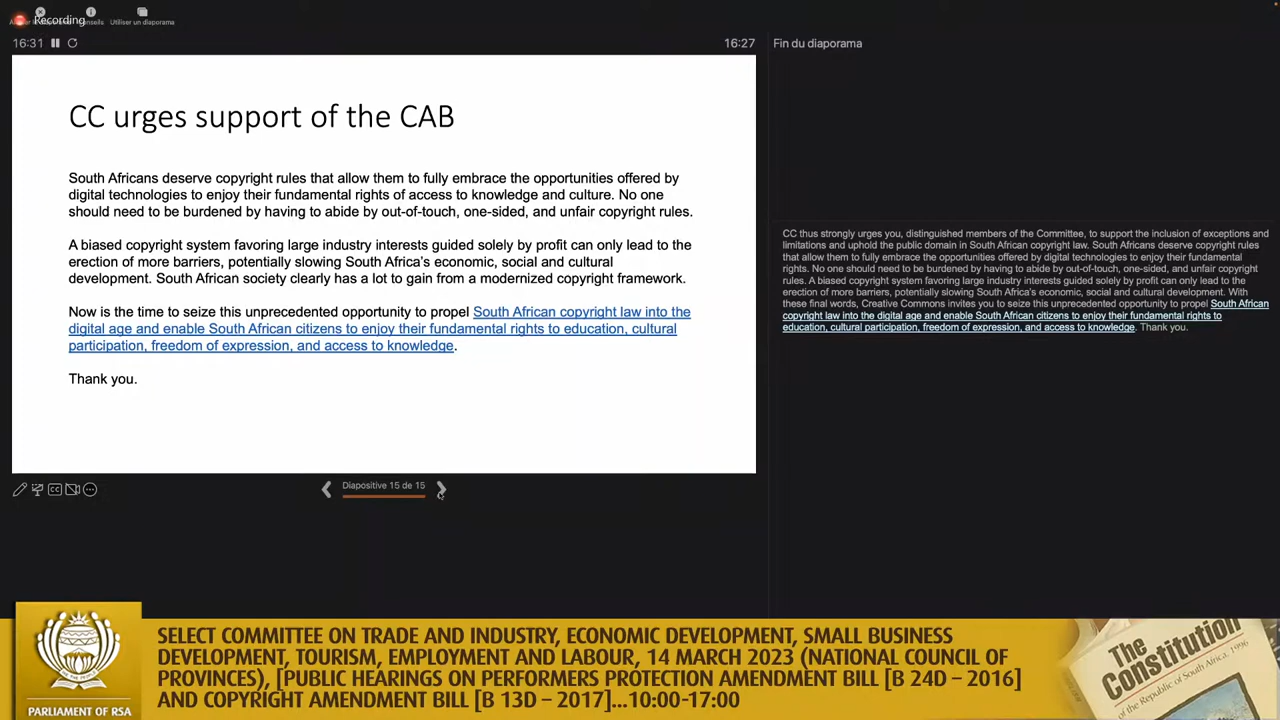 Recording
Utiliser un diaporama
16:31
16:27
Fin du diaporama
CC urges support of the CAB
South Africans deserve copyright rules that allow them to fully embrace the opportunities offered by
digital technologies to enjoy their fundamental rights of access to knowledge and culture. No one
should need to be burdened by having to abide by out-of-touch, one-sided, and unfair copyright rules.
A biased copyright system favoring large industry interests guided solely by profit can only lead to the
erection of more barriers, potentially slowing South Africa's economic, social and cultural
development. South African society clearly has a lot to gain from a modernized copyright framework.
Now is the time to seize this unprecedented opportunity to propel South African copyright law into the
digital age and enable South African citizens to enjoy their fundamental rights to education, cultural
participation, freedom of expression, and access to knowledge.
Thank you.
CC thus strongly urges you, distinguished members of the Committee, to support the inclusion of exceptions and
limitations and uphold the public domain in South African copyright law. South Africans deserve copyright rules
that allow them to fully embrace the opportunities offered by digital technologies to enjoy their fundamental
rights. No one should need to be burdened by having to abide by out-of-touch, one-sided, and unfair copyright
rules. A biased copyright system favoring large industry interests guided solely by profit can only lead to the
erection of more barriers, potentially slowing South Africa's economic, social and cultural development. With
these final words, Creative Commons invites you to seize this unprecedented opportunity to propel South African
copyright law into the digital age and enable South African citizens to enjoy their fundamental rights to
education, cultural participation, freedom of expression, and access to knowledge. Thank you.
CC
Diapositive 15 de 15
PARLIAMENT OF RSA
SELECT COMMITTEE ON TRADE AND INDUSTRY, ECONOMIC DEVELOPMENT, SMALL BUSINESS
DEVELOPMENT, TOURISM, EMPLOYMENT AND LABOUR, 14 MARCH 2023 (NATIONAL COUNCIL OF
PROVINCES), [PUBLIC HEARINGS ON PERFORMERS PROTECTION AMENDMENT BILL [B 24D – 2016]
AND COPYRIGHT AMENDMENT BILL [B 13D – 2017]...10:00-17:00
The
Constitution
of the Republic of South Africa, 1996